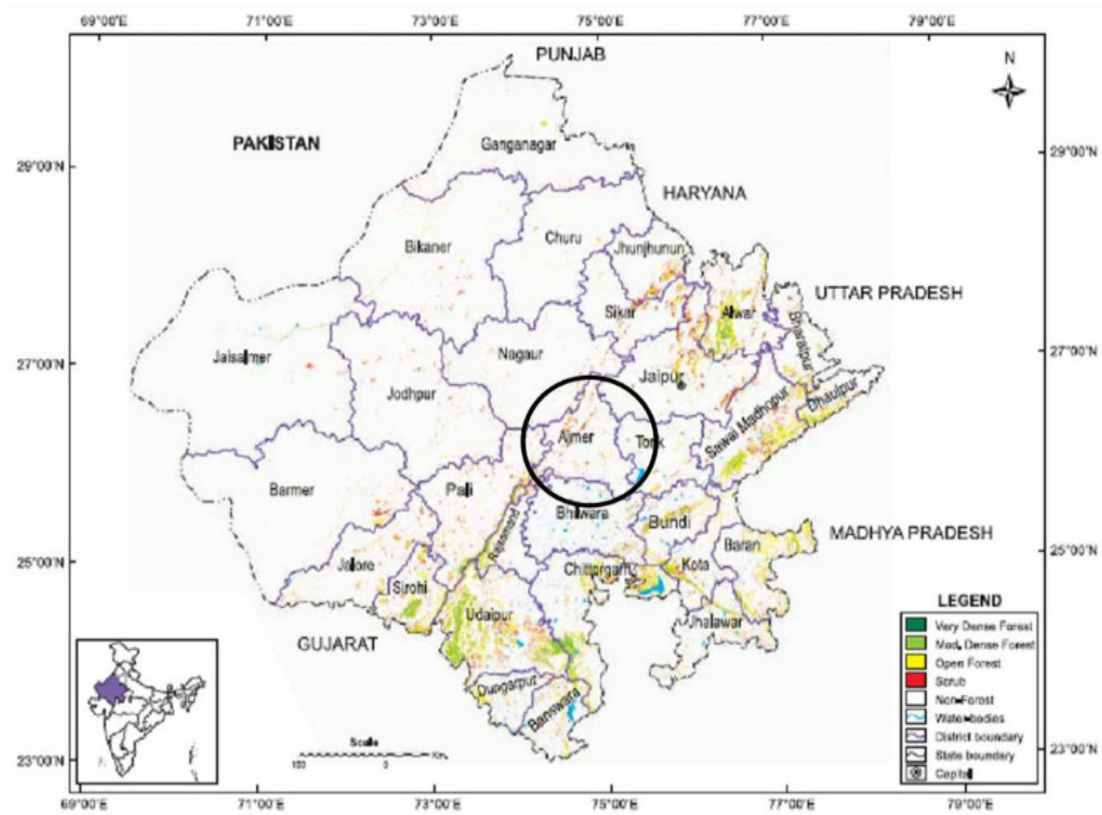 69°00'E 71°00'E 73°00'E 75°00'E 77°00'E 79°00'E
PUNJAB
N
PAKISTAN
Ganganagar
29°00'N 29°00'N
HARYANA
Bikaner
Churu
Jhunjhunun
Sikar
Alwar
UTTAR PRADESH
Bharatpur
Jaisalmer
27°00'N 27°00'N
Nagaur
Jaipur
Jodhpur
Dhaulpur
Sawai Madhopur
Ajmer
Tonk
Barmer
Pali
Bhilwara
Rajsamand
Bundi
MADHYA PRADESH
Baran
25°00'N 25°00'N
Jalore
Chittorgarh
Kota
Sirohi
Udaipur
Jhalawar
GUJARAT
Dungarpur
Banswara
LEGEND
Very Dense Forest
Mod. Dense Forest
Open Forest
Scrub
Non-Forest
Water-bodies
District boundary
State boundary
Capital
Scale
100 0 Km
23°00'N 23°00'N
69°00'E 71°00'E 73°00'E 75°00'E 77°00'E 79°00'E